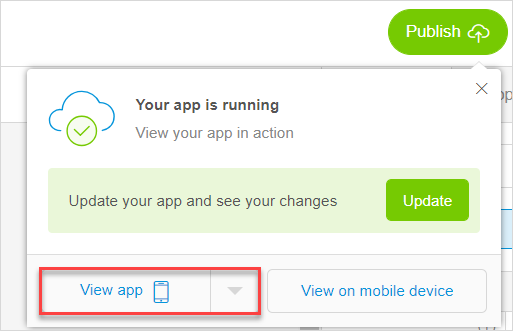 Publish
Your app is running
View your app in action
Update your app and see your changes
Update
View app
View on mobile device